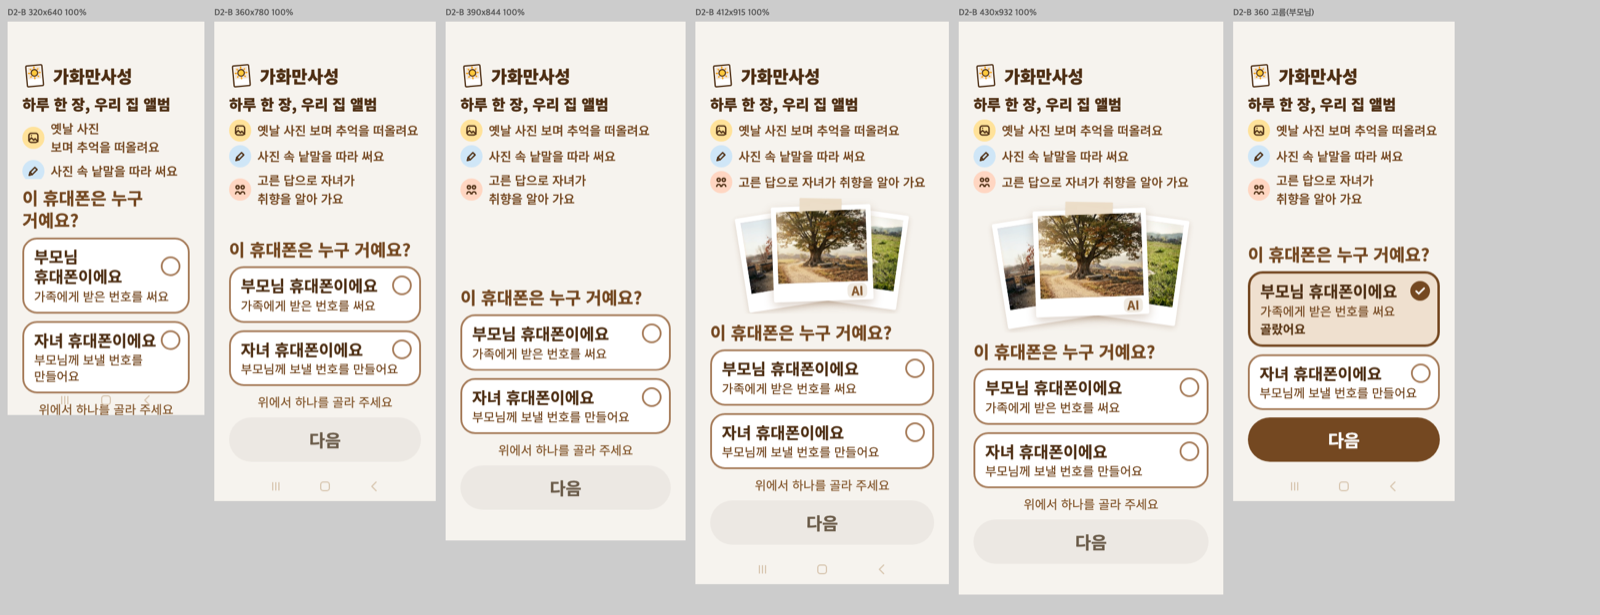 D2-B 320x640 100%
가화만사성
하루 한 장, 우리 집 앨범
옛날 사진
보며 추억을 떠올려요
사진 속 낱말을 따라 써요
이 휴대폰은 누구
거예요?
부모님
휴대폰이에요
가족에게 받은 번호를 써요
자녀 휴대폰이에요
부모님께 보낼 번호를
만들어요
위에서 하나를 골라 주세요
D2-B 360x780 100%
가화만사성
하루 한 장, 우리 집 앨범
옛날 사진 보며 추억을 떠올려요
사진 속 낱말을 따라 써요
고른 답으로 자녀가
취향을 알아 가요
이 휴대폰은 누구 거예요?
부모님 휴대폰이에요
가족에게 받은 번호를 써요
자녀 휴대폰이에요
부모님께 보낼 번호를 만들어요
위에서 하나를 골라 주세요
다음
D2-B 390x844 100%
가화만사성
하루 한 장, 우리 집 앨범
옛날 사진 보며 추억을 떠올려요
사진 속 낱말을 따라 써요
고른 답으로 자녀가
취향을 알아 가요
이 휴대폰은 누구 거예요?
부모님 휴대폰이에요
가족에게 받은 번호를 써요
자녀 휴대폰이에요
부모님께 보낼 번호를 만들어요
위에서 하나를 골라 주세요
다음
D2-B 412x915 100%
가화만사성
하루 한 장, 우리 집 앨범
옛날 사진 보며 추억을 떠올려요
사진 속 낱말을 따라 써요
고른 답으로 자녀가 취향을 알아 가요
AI
이 휴대폰은 누구 거예요?
부모님 휴대폰이에요
가족에게 받은 번호를 써요
자녀 휴대폰이에요
부모님께 보낼 번호를 만들어요
위에서 하나를 골라 주세요
다음
D2-B 430x932 100%
가화만사성
하루 한 장, 우리 집 앨범
옛날 사진 보며 추억을 떠올려요
사진 속 낱말을 따라 써요
고른 답으로 자녀가 취향을 알아 가요
AI
이 휴대폰은 누구 거예요?
부모님 휴대폰이에요
가족에게 받은 번호를 써요
자녀 휴대폰이에요
부모님께 보낼 번호를 만들어요
위에서 하나를 골라 주세요
다음
D2-B 360 고름(부모님)
가화만사성
하루 한 장, 우리 집 앨범
옛날 사진 보며 추억을 떠올려요
사진 속 낱말을 따라 써요
고른 답으로 자녀가
취향을 알아 가요
이 휴대폰은 누구 거예요?
부모님 휴대폰이에요
가족에게 받은 번호를 써요
골랐어요
자녀 휴대폰이에요
부모님께 보낼 번호를 만들어요
다음